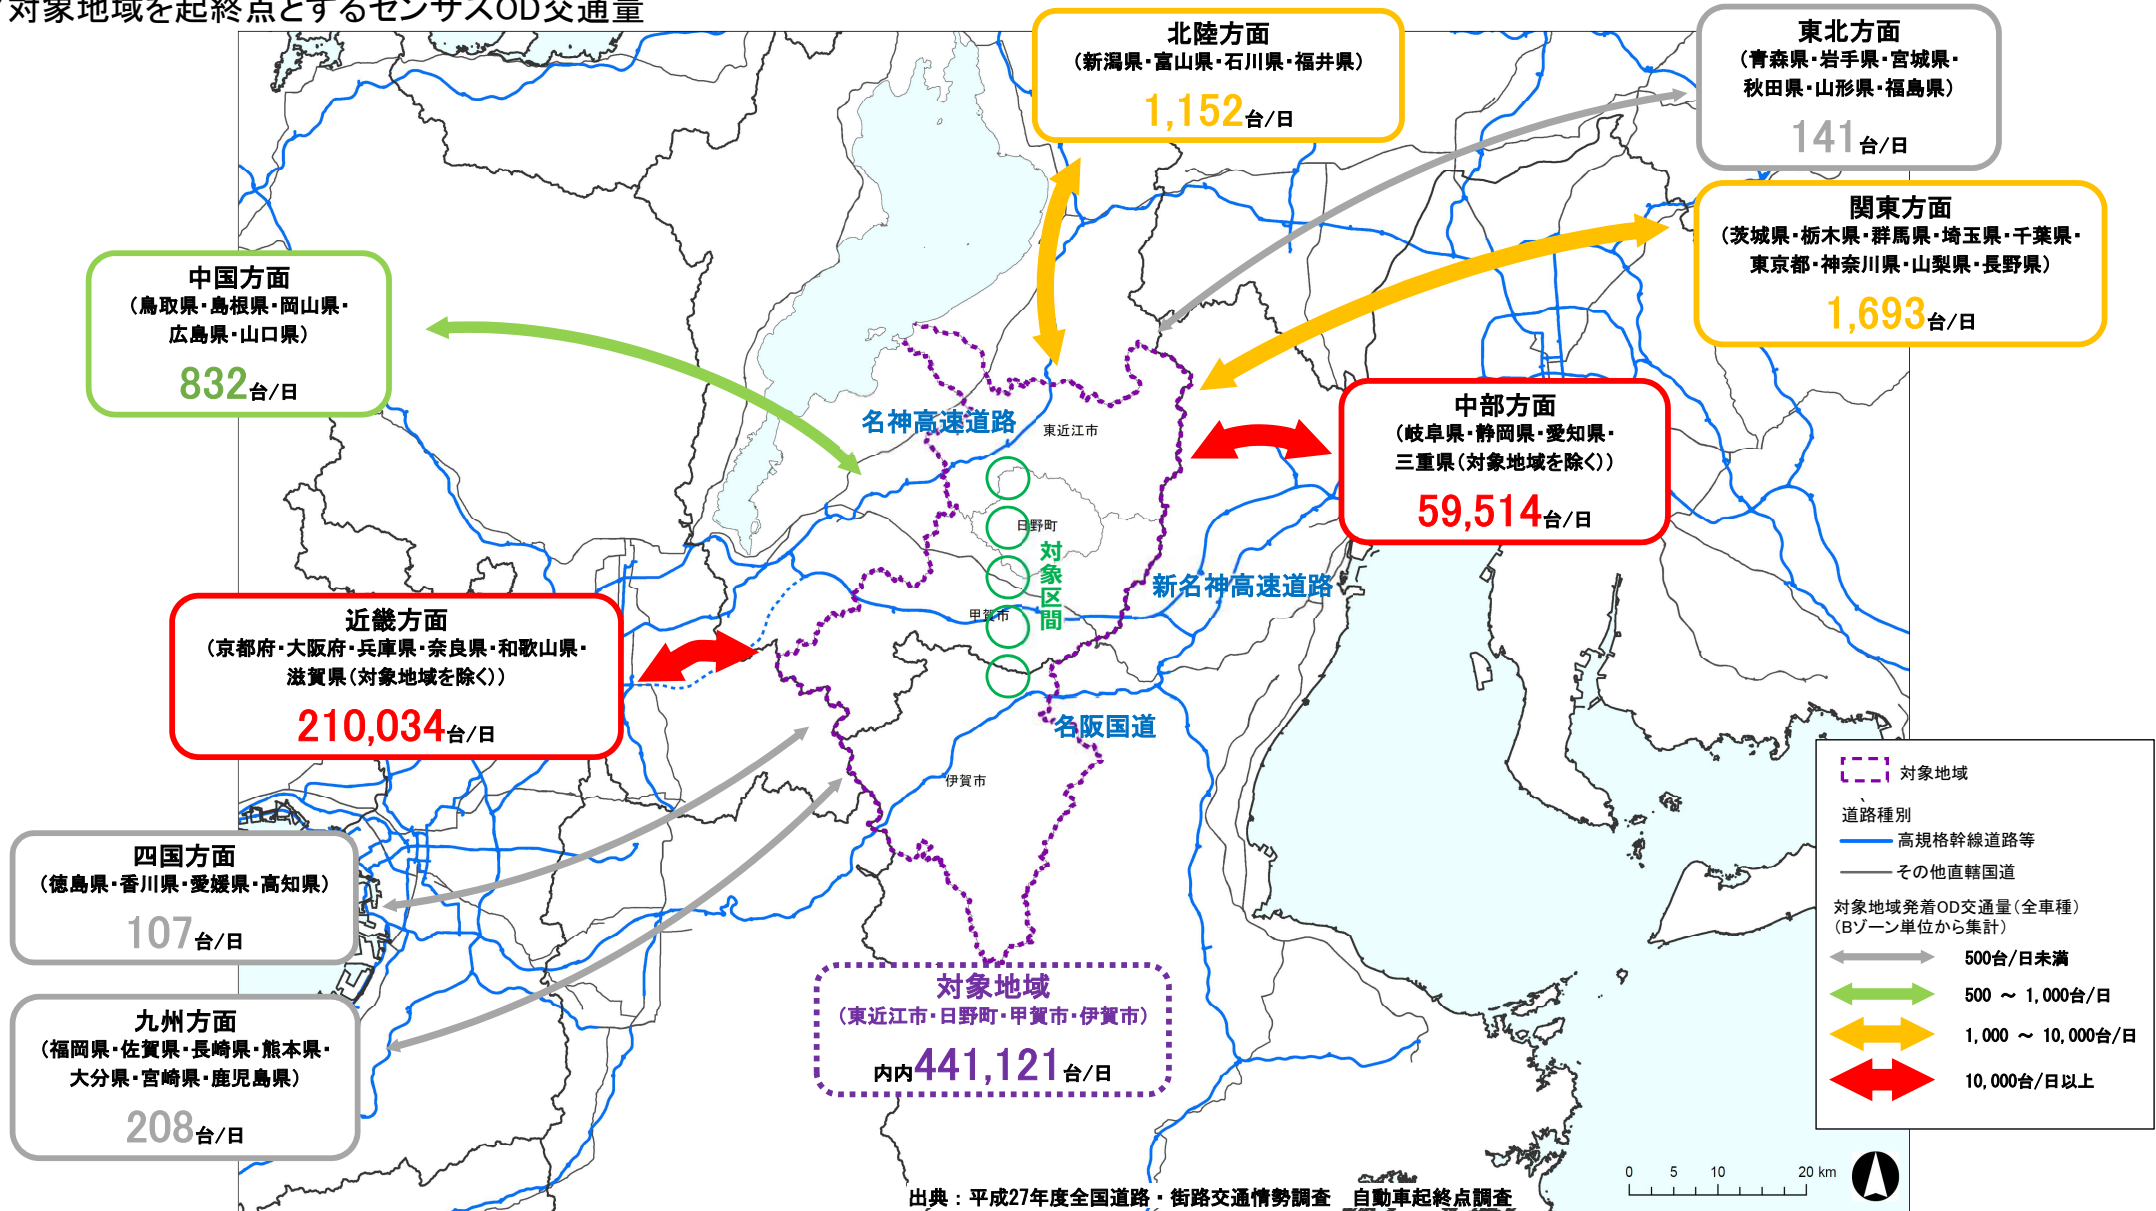 対象地域を起終点とするセンサスOD交通量
北陸方面
（新潟県・富山県・石川県・福井県）
1,152台/日
東北方面
（青森県・岩手県・宮城県・
秋田県・山形県・福島県）
141台/日
関東方面
（茨城県・栃木県・群馬県・埼玉県・千葉県・
東京都・神奈川県・山梨県・長野県）
1,693台/日
中国方面
（鳥取県・島根県・岡山県・
広島県・山口県）
832台/日
中部方面
（岐阜県・静岡県・愛知県・
三重県（対象地域を除く））
59,514台/日
名神高速道路
東近江市
日野町
対象区間
新名神高速道路
甲賀市
近畿方面
（京都府・大阪府・兵庫県・奈良県・和歌山県・
滋賀県（対象地域を除く））
210,034台/日
名阪国道
伊賀市
四国方面
（徳島県・香川県・愛媛県・高知県）
107台/日
九州方面
（福岡県・佐賀県・長崎県・熊本県・
大分県・宮崎県・鹿児島県）
208台/日
対象地域
（東近江市・日野町・甲賀市・伊賀市）
内内441,121台/日
対象地域
、
道路種別
高規格幹線道路等
その他直轄国道
対象地域発着OD交通量（全車種）
（Bゾーン単位から集計）
500台/日未満
500 ～ 1,000台/日
1,000 ～ 10,000台/日
10,000台/日以上
0 5 10 20 km
出典：平成27年度全国道路・街路交通情勢調査　自動車起終点調査